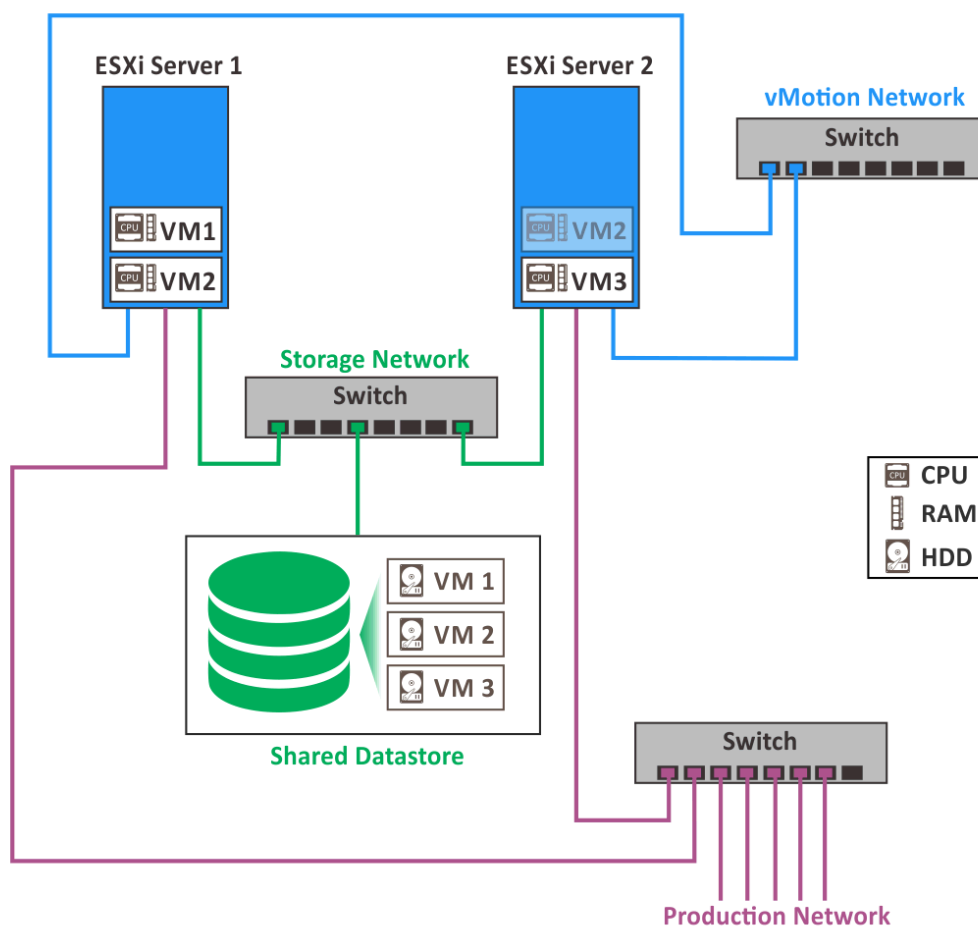 ESXi Server 1
ESXi Server 2
vMotion Network
Switch
CPU VM1
CPU VM2
CPU VM2
CPU VM3
Storage Network
Switch
CPU CPU
RAM
HDD
VM 1
VM 2
VM 3
Shared Datastore
Switch
Production Network